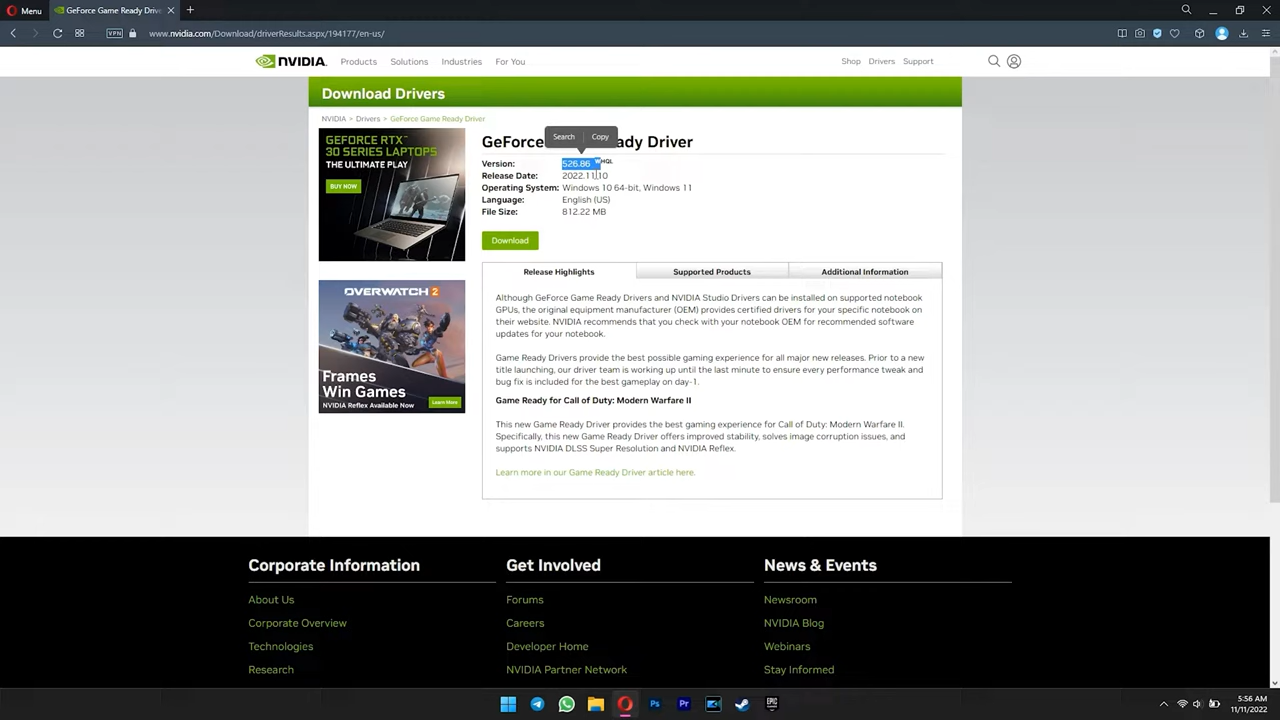 Menu
GeForce Game Ready Driver
VPN
www.nvidia.com/Download/driverResults.aspx/194177/en-us/
NVIDIA.
Products
Solutions
Industries
For You
Shop
Drivers
Support
Download Drivers
NVIDIA > Drivers > GeForce Game Ready Driver
GEFORCE RTX™
30 SERIES LAPTOPS
THE ULTIMATE PLAY
BUY NOW
OVERWATCH 2
Frames
Win Games
NVIDIA Reflex Available Now
Learn More
Search
Copy
GeForce ady Driver
Version: 526.86 WHQL
Release Date: 2022.11.10
Operating System: Windows 10 64-bit, Windows 11
Language: English (US)
File Size: 812.22 MB
Download
Release Highlights
Supported Products
Additional Information
Although GeForce Game Ready Drivers and NVIDIA Studio Drivers can be installed on supported notebook
GPUs, the original equipment manufacturer (OEM) provides certified drivers for your specific notebook on
their website. NVIDIA recommends that you check with your notebook OEM for recommended software
updates for your notebook.
Game Ready Drivers provide the best possible gaming experience for all major new releases. Prior to a new
title launching, our driver team is working up until the last minute to ensure every performance tweak and
bug fix is included for the best gameplay on day-1.
Game Ready for Call of Duty: Modern Warfare II
This new Game Ready Driver provides the best gaming experience for Call of Duty: Modern Warfare II.
Specifically, this new Game Ready Driver offers improved stability, solves image corruption issues, and
supports NVIDIA DLSS Super Resolution and NVIDIA Reflex.
Learn more in our Game Ready Driver article here.
Corporate Information
About Us
Corporate Overview
Technologies
Research
Get Involved
Forums
Careers
Developer Home
NVIDIA Partner Network
News & Events
Newsroom
NVIDIA Blog
Webinars
Stay Informed
Ps
Pr
EPIC
5:56 AM
11/11/2022